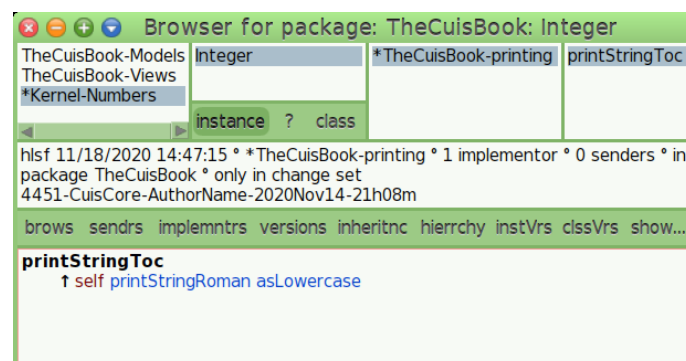 Browser for package: TheCuisBook: Integer
TheCuisBook-Models
TheCuisBook-Views
*Kernel-Numbers
Integer
instance ? class
*TheCuisBook-printing
printStringToc
hlsf 11/18/2020 14:47:15 ° *TheCuisBook-printing ° 1 implementor ° 0 senders ° in
package TheCuisBook ° only in change set
4451-CuisCore-AuthorName-2020Nov14-21h08m
brows sendrs implemntrs versions inheritnc hierrchy instVrs clssVrs show...
printStringToc
↑ self printStringRoman asLowercase